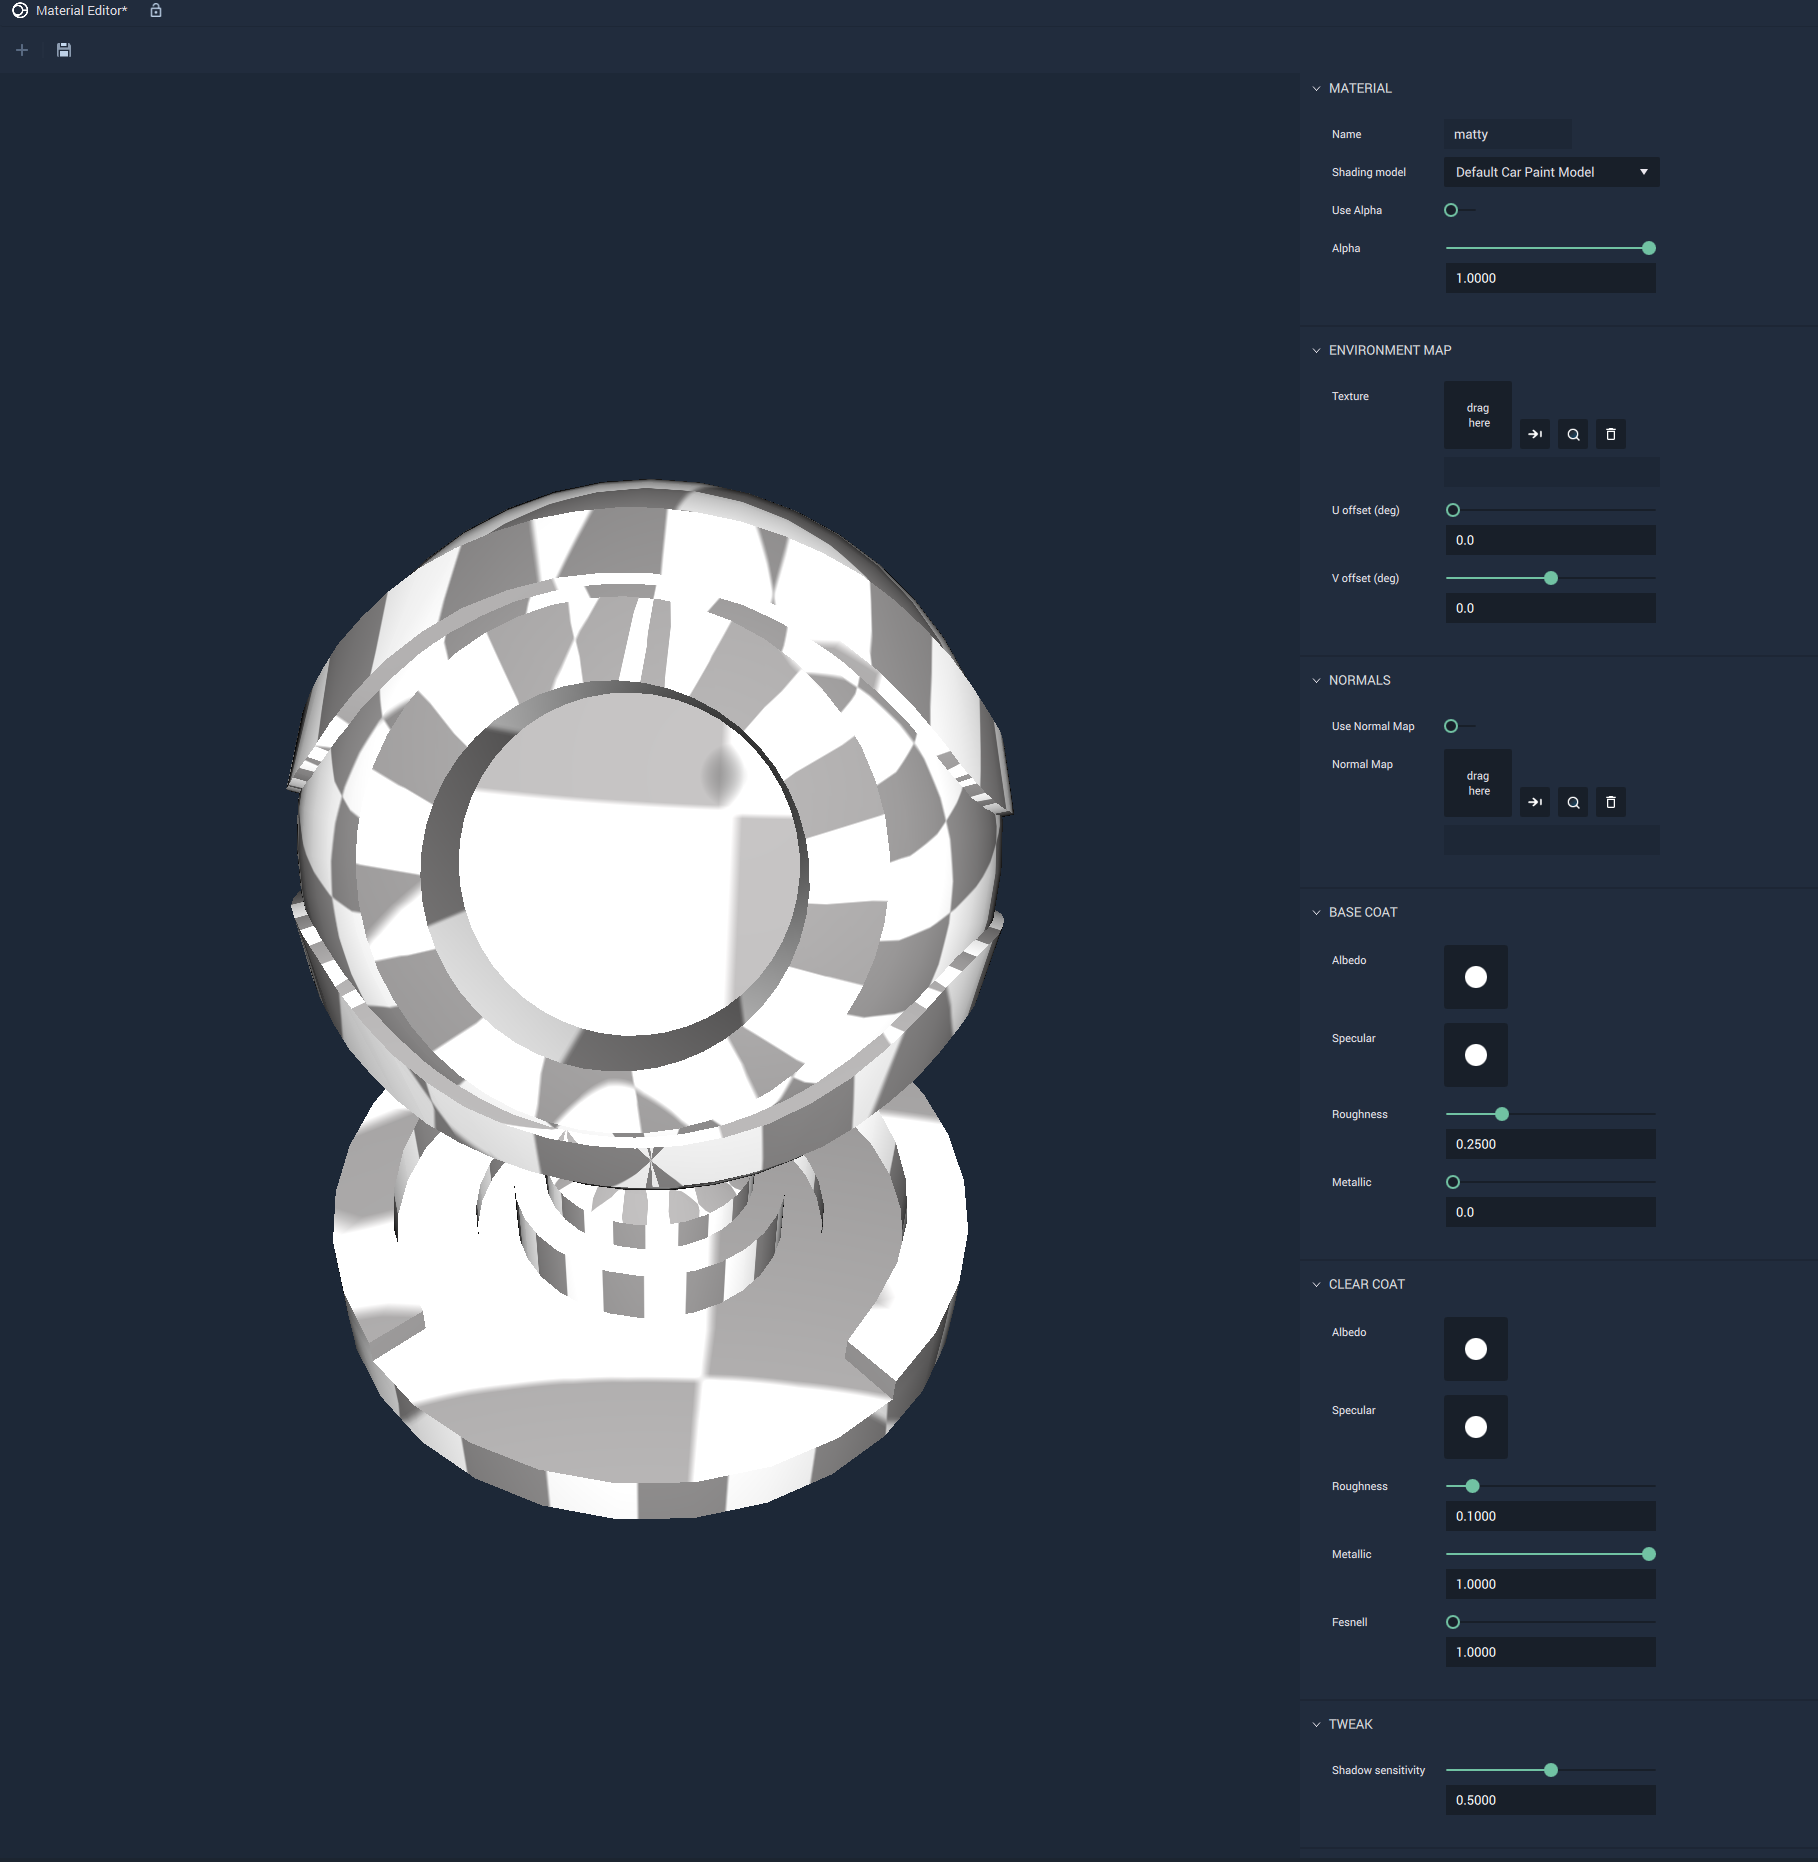 Material Editor*
MATERIAL
Name
matty
Shading model
Default Car Paint Model
Use Alpha
Alpha
1.0000
ENVIRONMENT MAP
Texture
drag
here
U offset (deg)
0.0
V offset (deg)
0.0
NORMALS
Use Normal Map
Normal Map
drag
here
BASE COAT
Albedo
Specular
Roughness
0.2500
Metallic
0.0
CLEAR COAT
Albedo
Specular
Roughness
0.1000
Metallic
1.0000
Fesnell
1.0000
TWEAK
Shadow sensitivity
0.5000